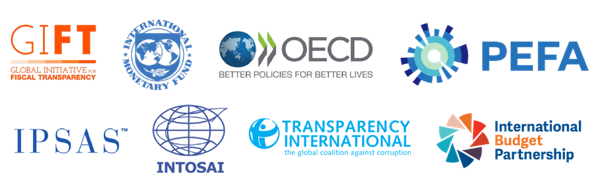 GIFT
GLOBAL INITIATIVE FOR
FISCAL TRANSPARENCY
INTERNATIONAL MONETARY FUND
OECD
BETTER POLICIES FOR BETTER LIVES
PEFA
IPSAS™
INTOSAI
TRANSPARENCY
INTERNATIONAL
the global coalition against corruption
International
Budget
Partnership